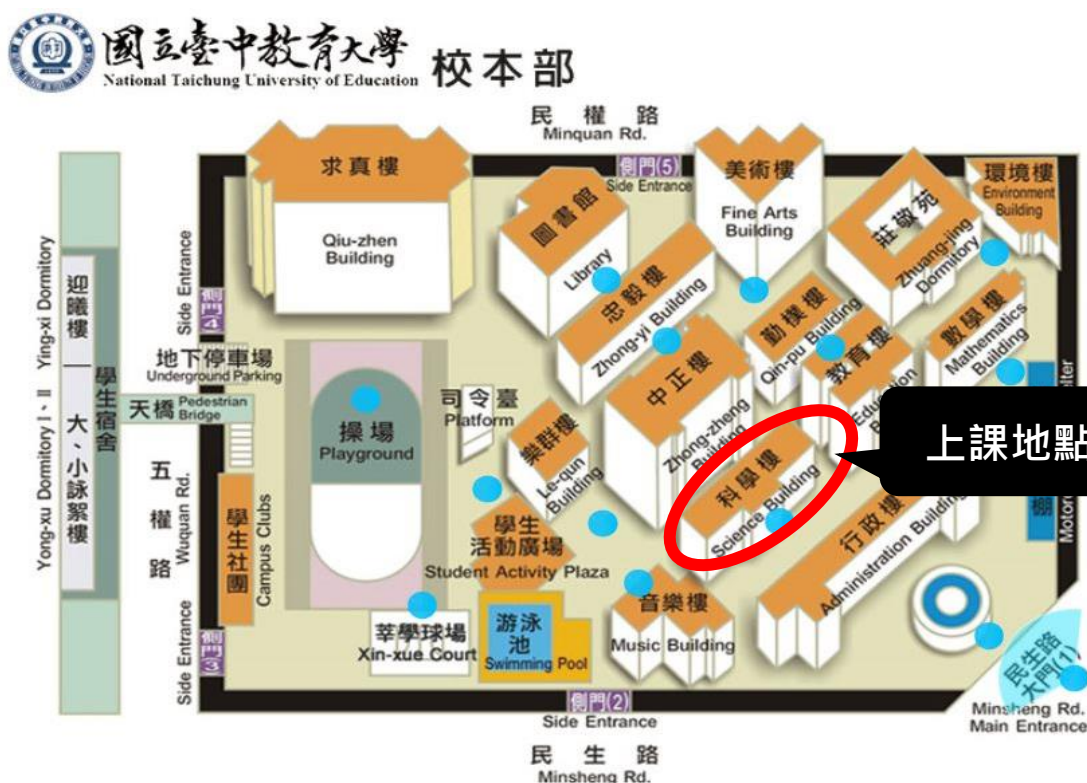 國立臺中教育大學
National Taichung University of Education
校本部
民權路
Minquan Rd.
求真樓
Qiu-zhen
Building
側門(5)
Side Entrance
圖書館
Library
美術樓
Fine Arts
Building
環境樓
Environment
Building
莊敬苑
Zhuang-jing
Dormitory
忠毅樓
Zhong-yi Building
勤樸樓
Qin-pu Building
數學樓
Mathematics
Building
教育樓
中正樓
Zhong-zheng
Building
Side Entrance
側門(4)
迎曦樓
Ying-xi Dormitory
學生宿舍
大、小詠絮樓
Yong-xu Dormitory I、II
地下停車場
Underground Parking
天橋
Pedestrian
Bridge
操場
Playground
司令臺
Platform
樂群樓
Le-qun
Building
科學樓
Science Building
上課地點
行政樓
Administration Building
棚
五權路
Wuquan Rd.
學生社團
Campus Clubs
學生
活動廣場
Student Activity Plaza
莘學球場
Xin-xue Court
游泳
池
Swimming Pool
音樂樓
Music Building
Side Entrance
側門(3)
側門(2)
Side Entrance
民生路
大門(1)
Minsheng Rd.
Main Entrance
民生路
Minsheng Rd.